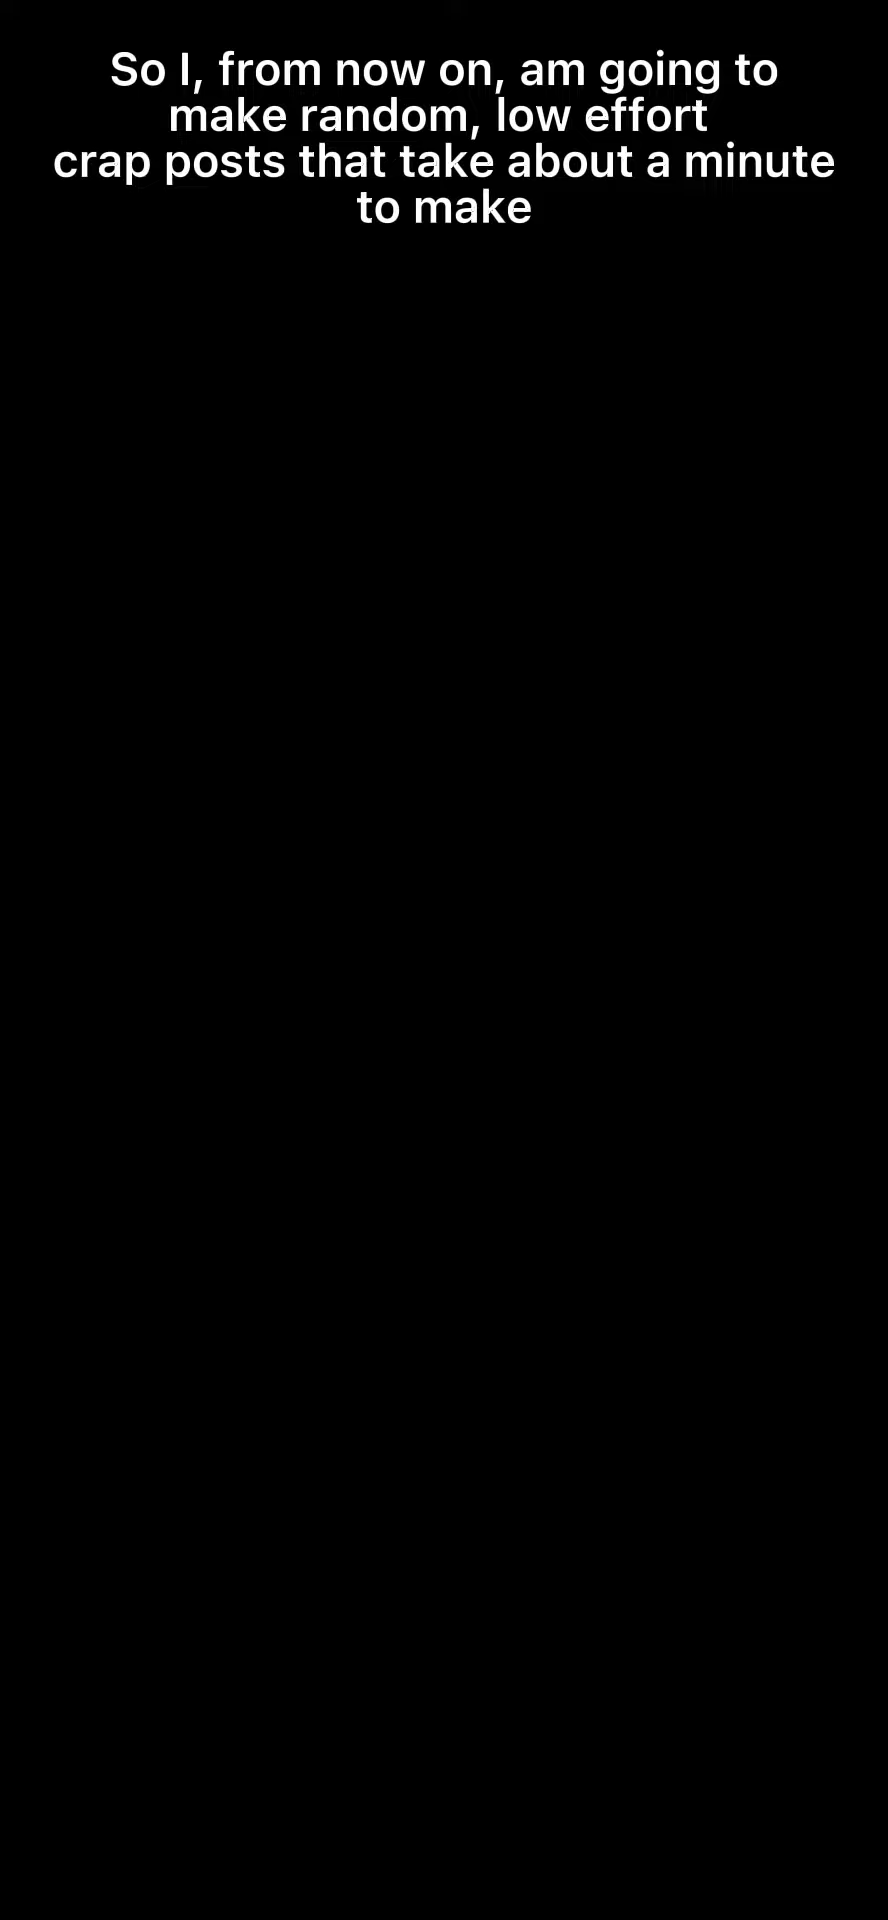 So I, from now on, am going to
make random, low effort
crap posts that take about a minute
to make